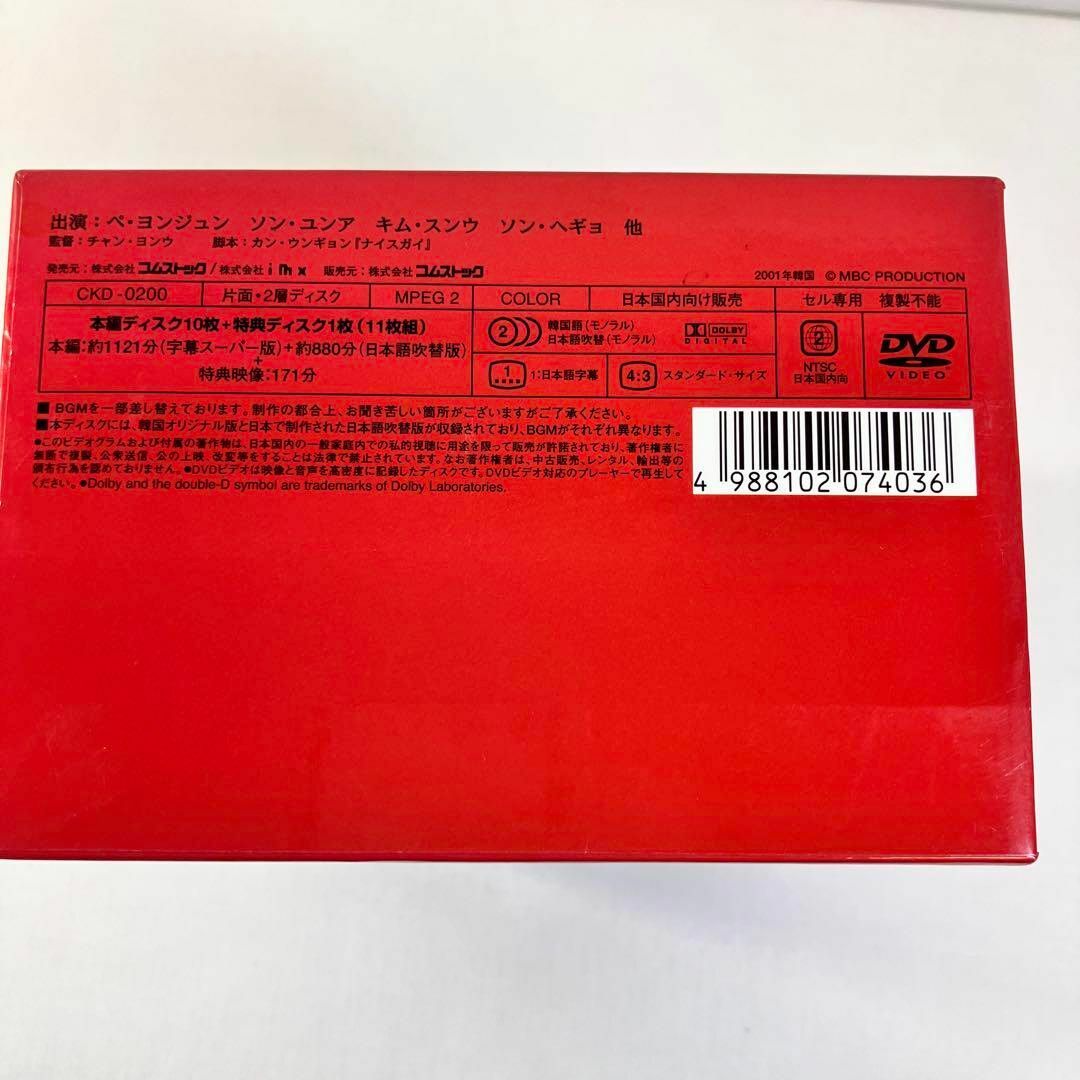 出演：ペ・ヨンジュン　ソン・ユンア　キム・スンウ　ソン・ヘギョ　他
監督：チャン・ヨンウ　脚本：カン・ウンギョン『ナイスガイ』
発売元：株式会社コムストック/株式会社imx　販売元：株式会社コムストック
2001年韓国　© MBC PRODUCTION
CKD-0200　片面・2層ディスク　MPEG 2　COLOR　日本国内向け販売　セル専用　複製不能
本編ディスク10枚+特典ディスク1枚（11枚組）
本編：約1121分（字幕スーパー版）+約880分（日本語吹替版）
+
特典映像：171分
2　韓国語（モノラル）
日本語吹替（モノラル）
DOLBY
DIGITAL
1　1：日本語字幕
4:3　スタンダード・サイズ
2
NTSC
日本国内向
DVD
VIDEO
■BGMを一部差し替えております。制作の都合上、お聞き苦しい箇所がございますがご了承ください。
■本ディスクには、韓国オリジナル版と日本で制作された日本語吹替版が収録されており、BGMがそれぞれ異なります。
●このビデオグラムおよび付属の著作物は、日本国内の一般家庭内での私的視聴に用途を限って販売が許諾されており、著作権者に
無断で複製、公衆送信、公の上映、改変等をすることは法律で禁止されています。なお著作権者は、中古販売、レンタル、輸出等の
頒布行為を認めておりません。●DVDビデオは映像と音声を高密度に記録したディスクです。DVDビデオ対応のプレーヤーで再生して
ください。●Dolby and the double-D symbol are trademarks of Dolby Laboratories.
4 988102 074036